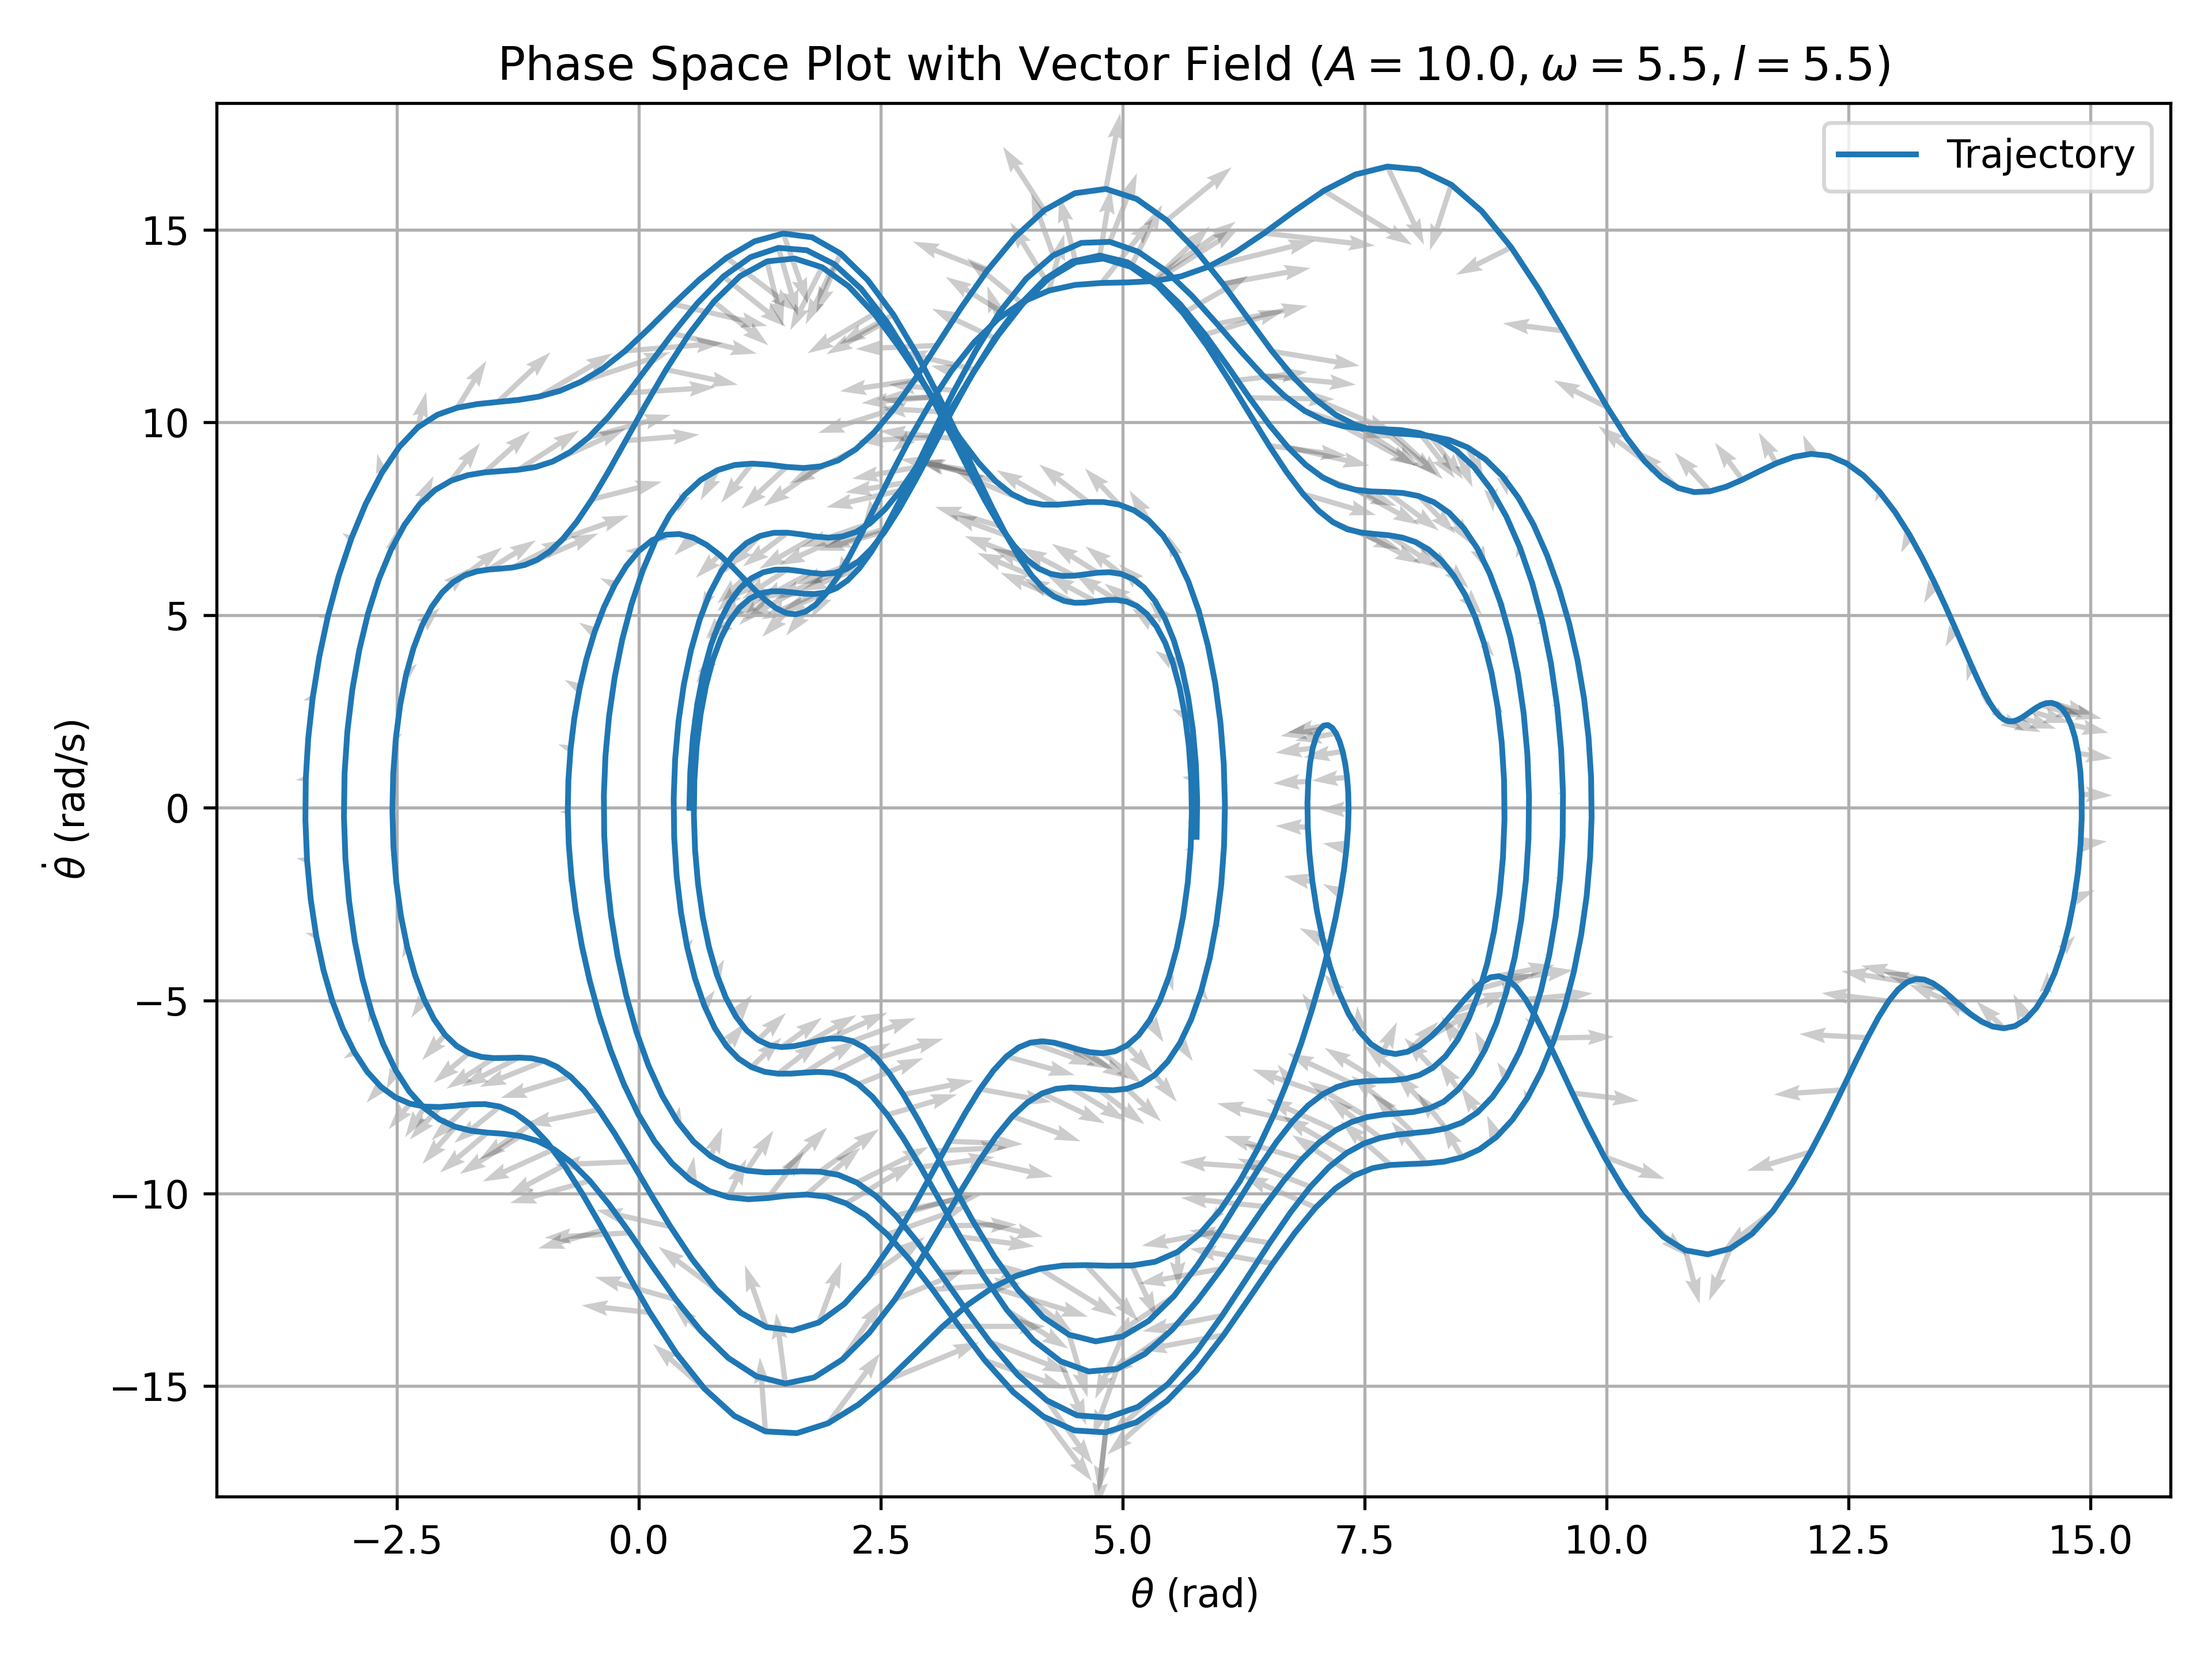 Phase Space Plot with Vector Field (A = 10.0, ω = 5.5, l = 5.5)
Trajectory
15
10
5
0
−5
−10
−15
θ̇ (rad/s)
−2.5 0.0 2.5 5.0 7.5 10.0 12.5 15.0
θ (rad)